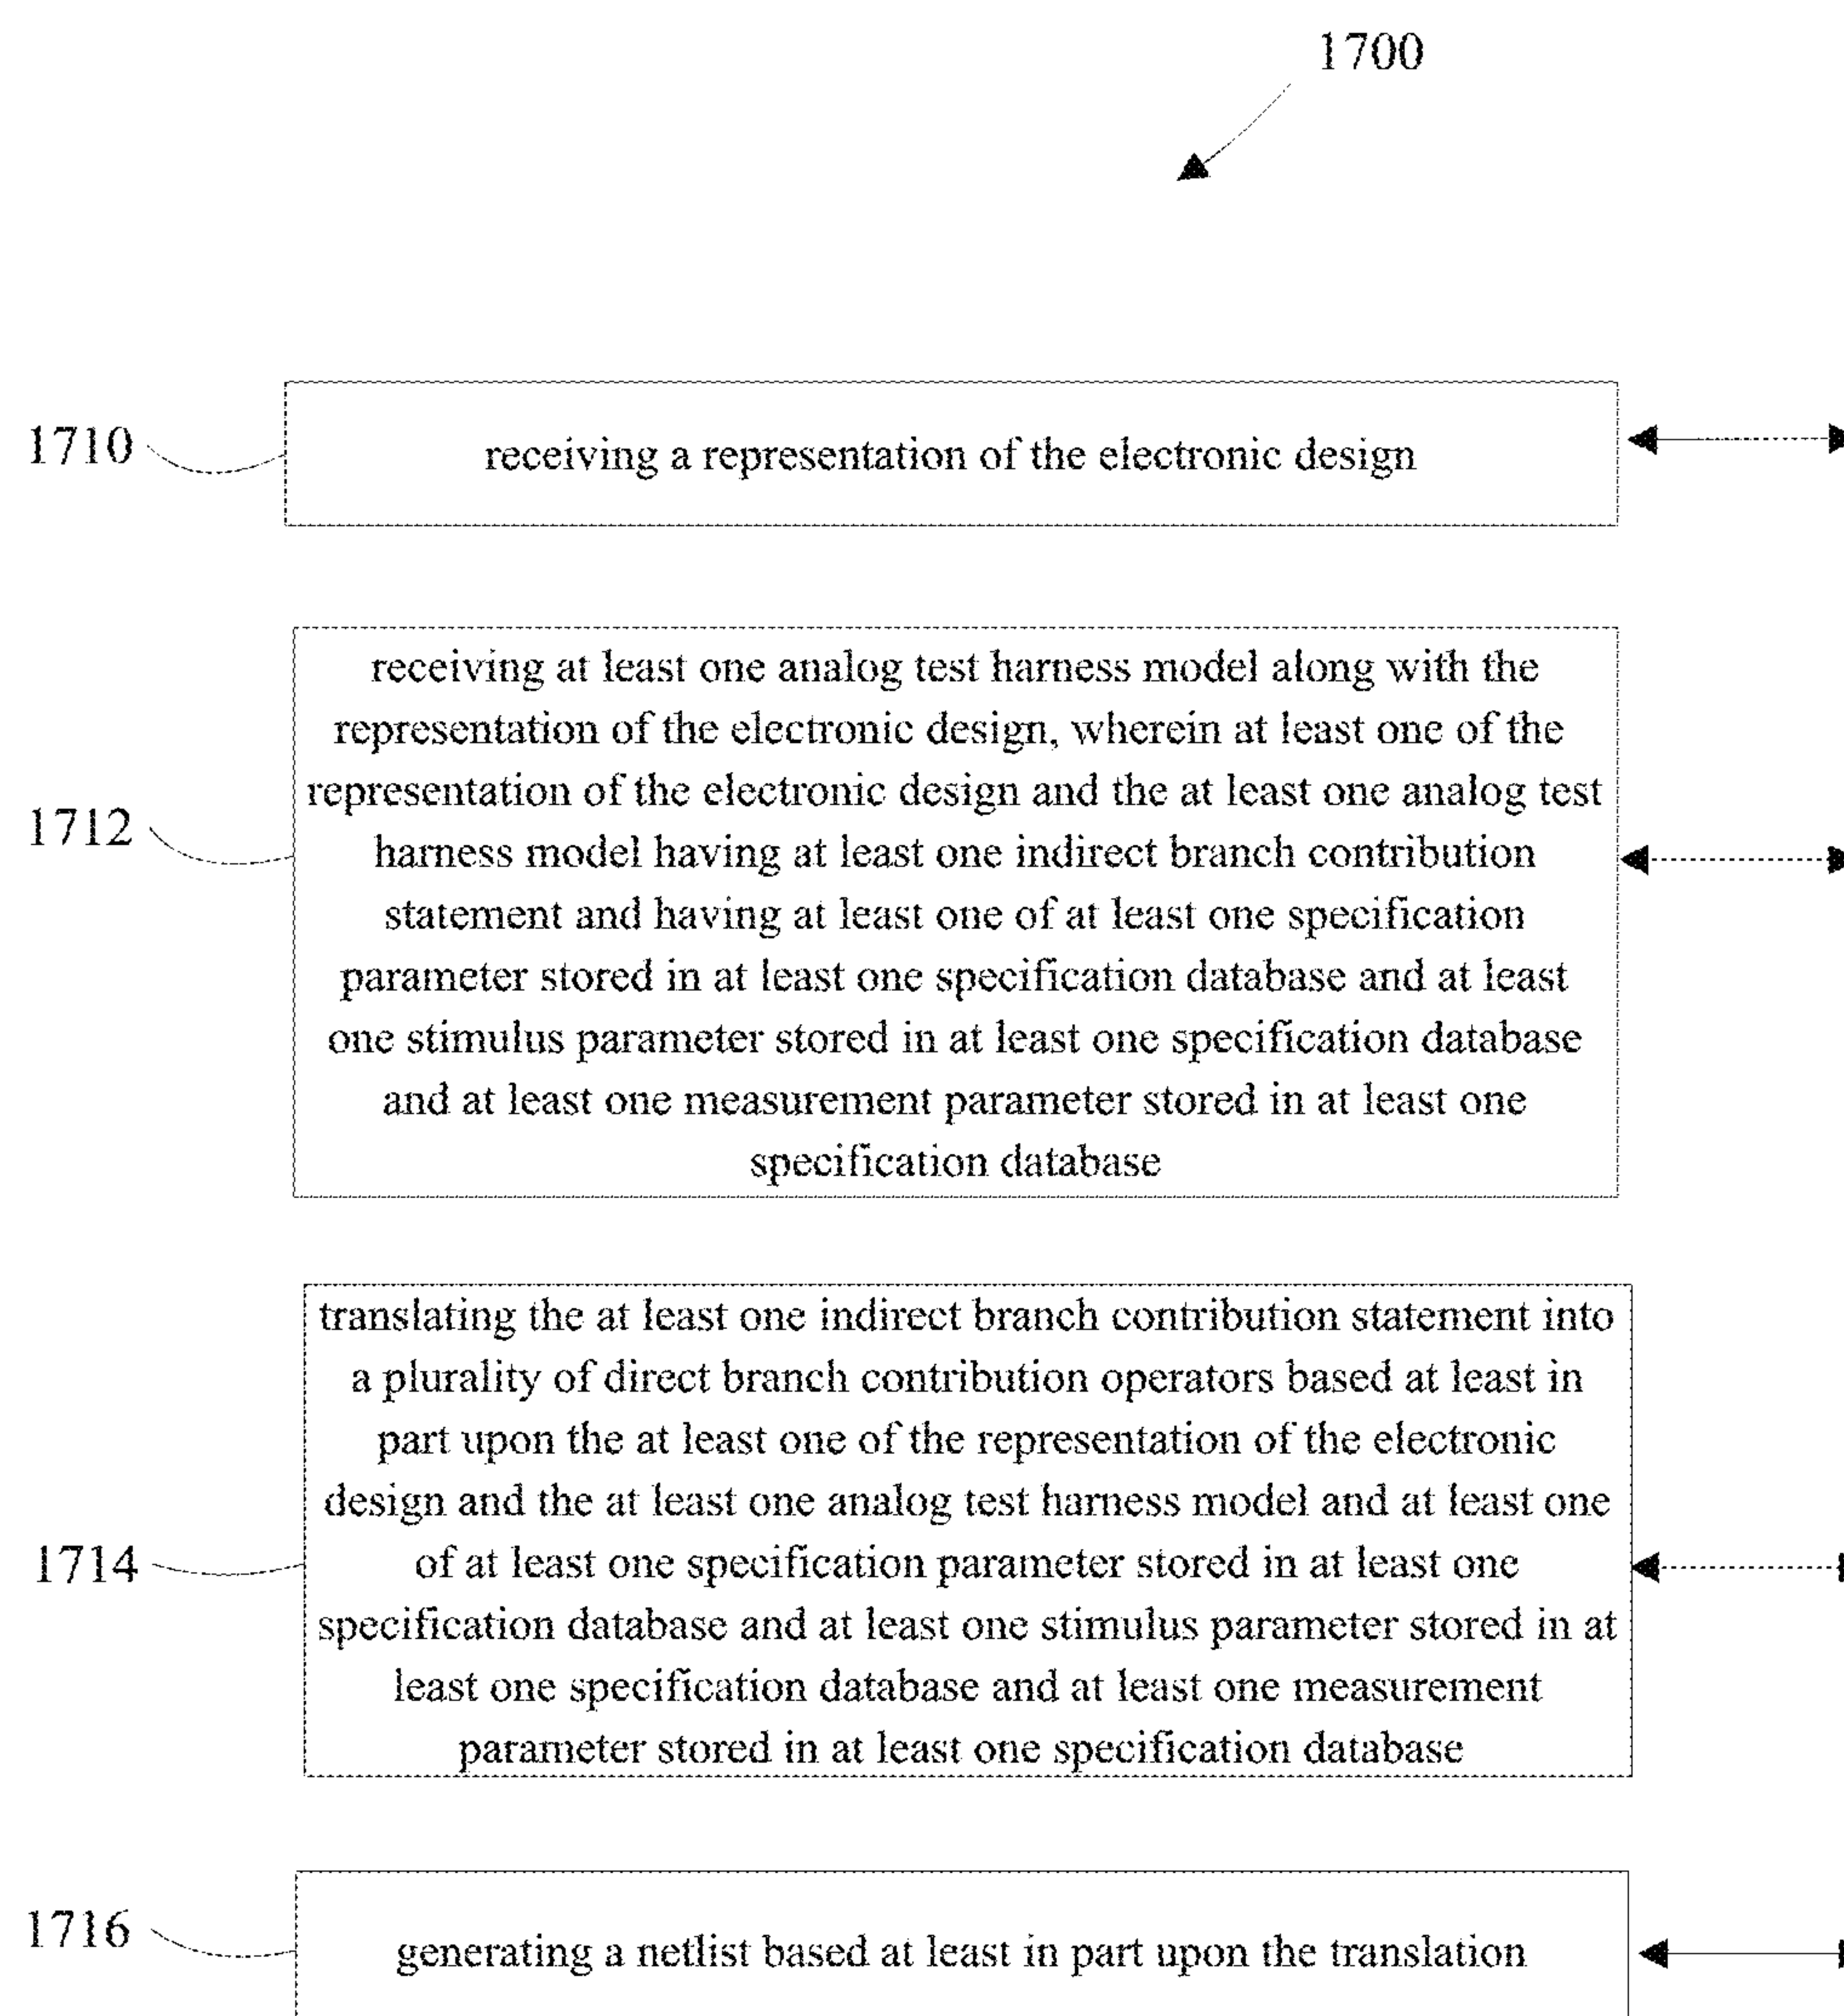 1700
1710
receiving a representation of the electronic design
1712
receiving at least one analog test harness model along with the
representation of the electronic design, wherein at least one of the
representation of the electronic design and the at least one analog test
harness model having at least one indirect branch contribution
statement and having at least one of at least one specification
parameter stored in at least one specification database and at least
one stimulus parameter stored in at least one specification database
and at least one measurement parameter stored in at least one
specification database
1714
translating the at least one indirect branch contribution statement into
a plurality of direct branch contribution operators based at least in
part upon the at least one of the representation of the electronic
design and the at least one analog test harness model and at least one
of at least one specification parameter stored in at least one
specification database and at least one stimulus parameter stored in at
least one specification database and at least one measurement
parameter stored in at least one specification database
1716
generating a netlist based at least in part upon the translation